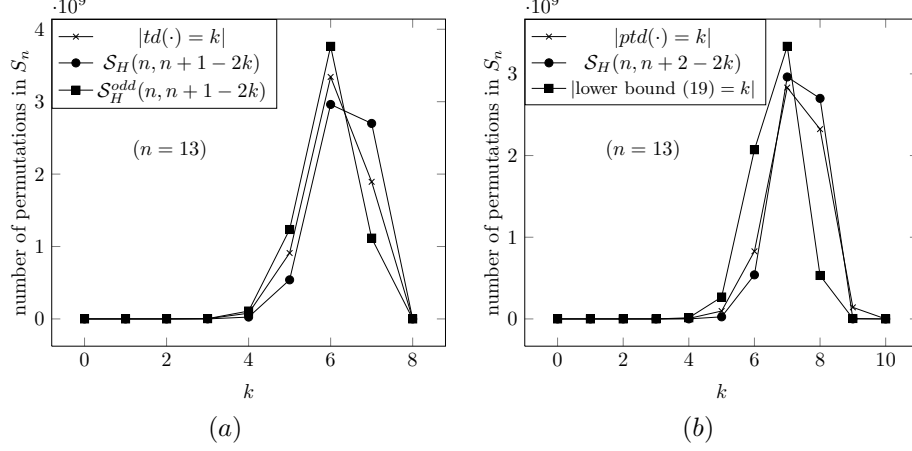 ·10⁹
|td(·) = k|
S_H(n, n + 1 − 2k)
S_H^{odd}(n, n + 1 − 2k)
(n = 13)
number of permutations in S_n
4
3
2
1
0
0 2 4 6 8
k
(a)
·10⁹
|ptd(·) = k|
S_H(n, n + 2 − 2k)
|lower bound (19) = k|
(n = 13)
number of permutations in S_n
3
2
1
0
0 2 4 6 8 10
k
(b)